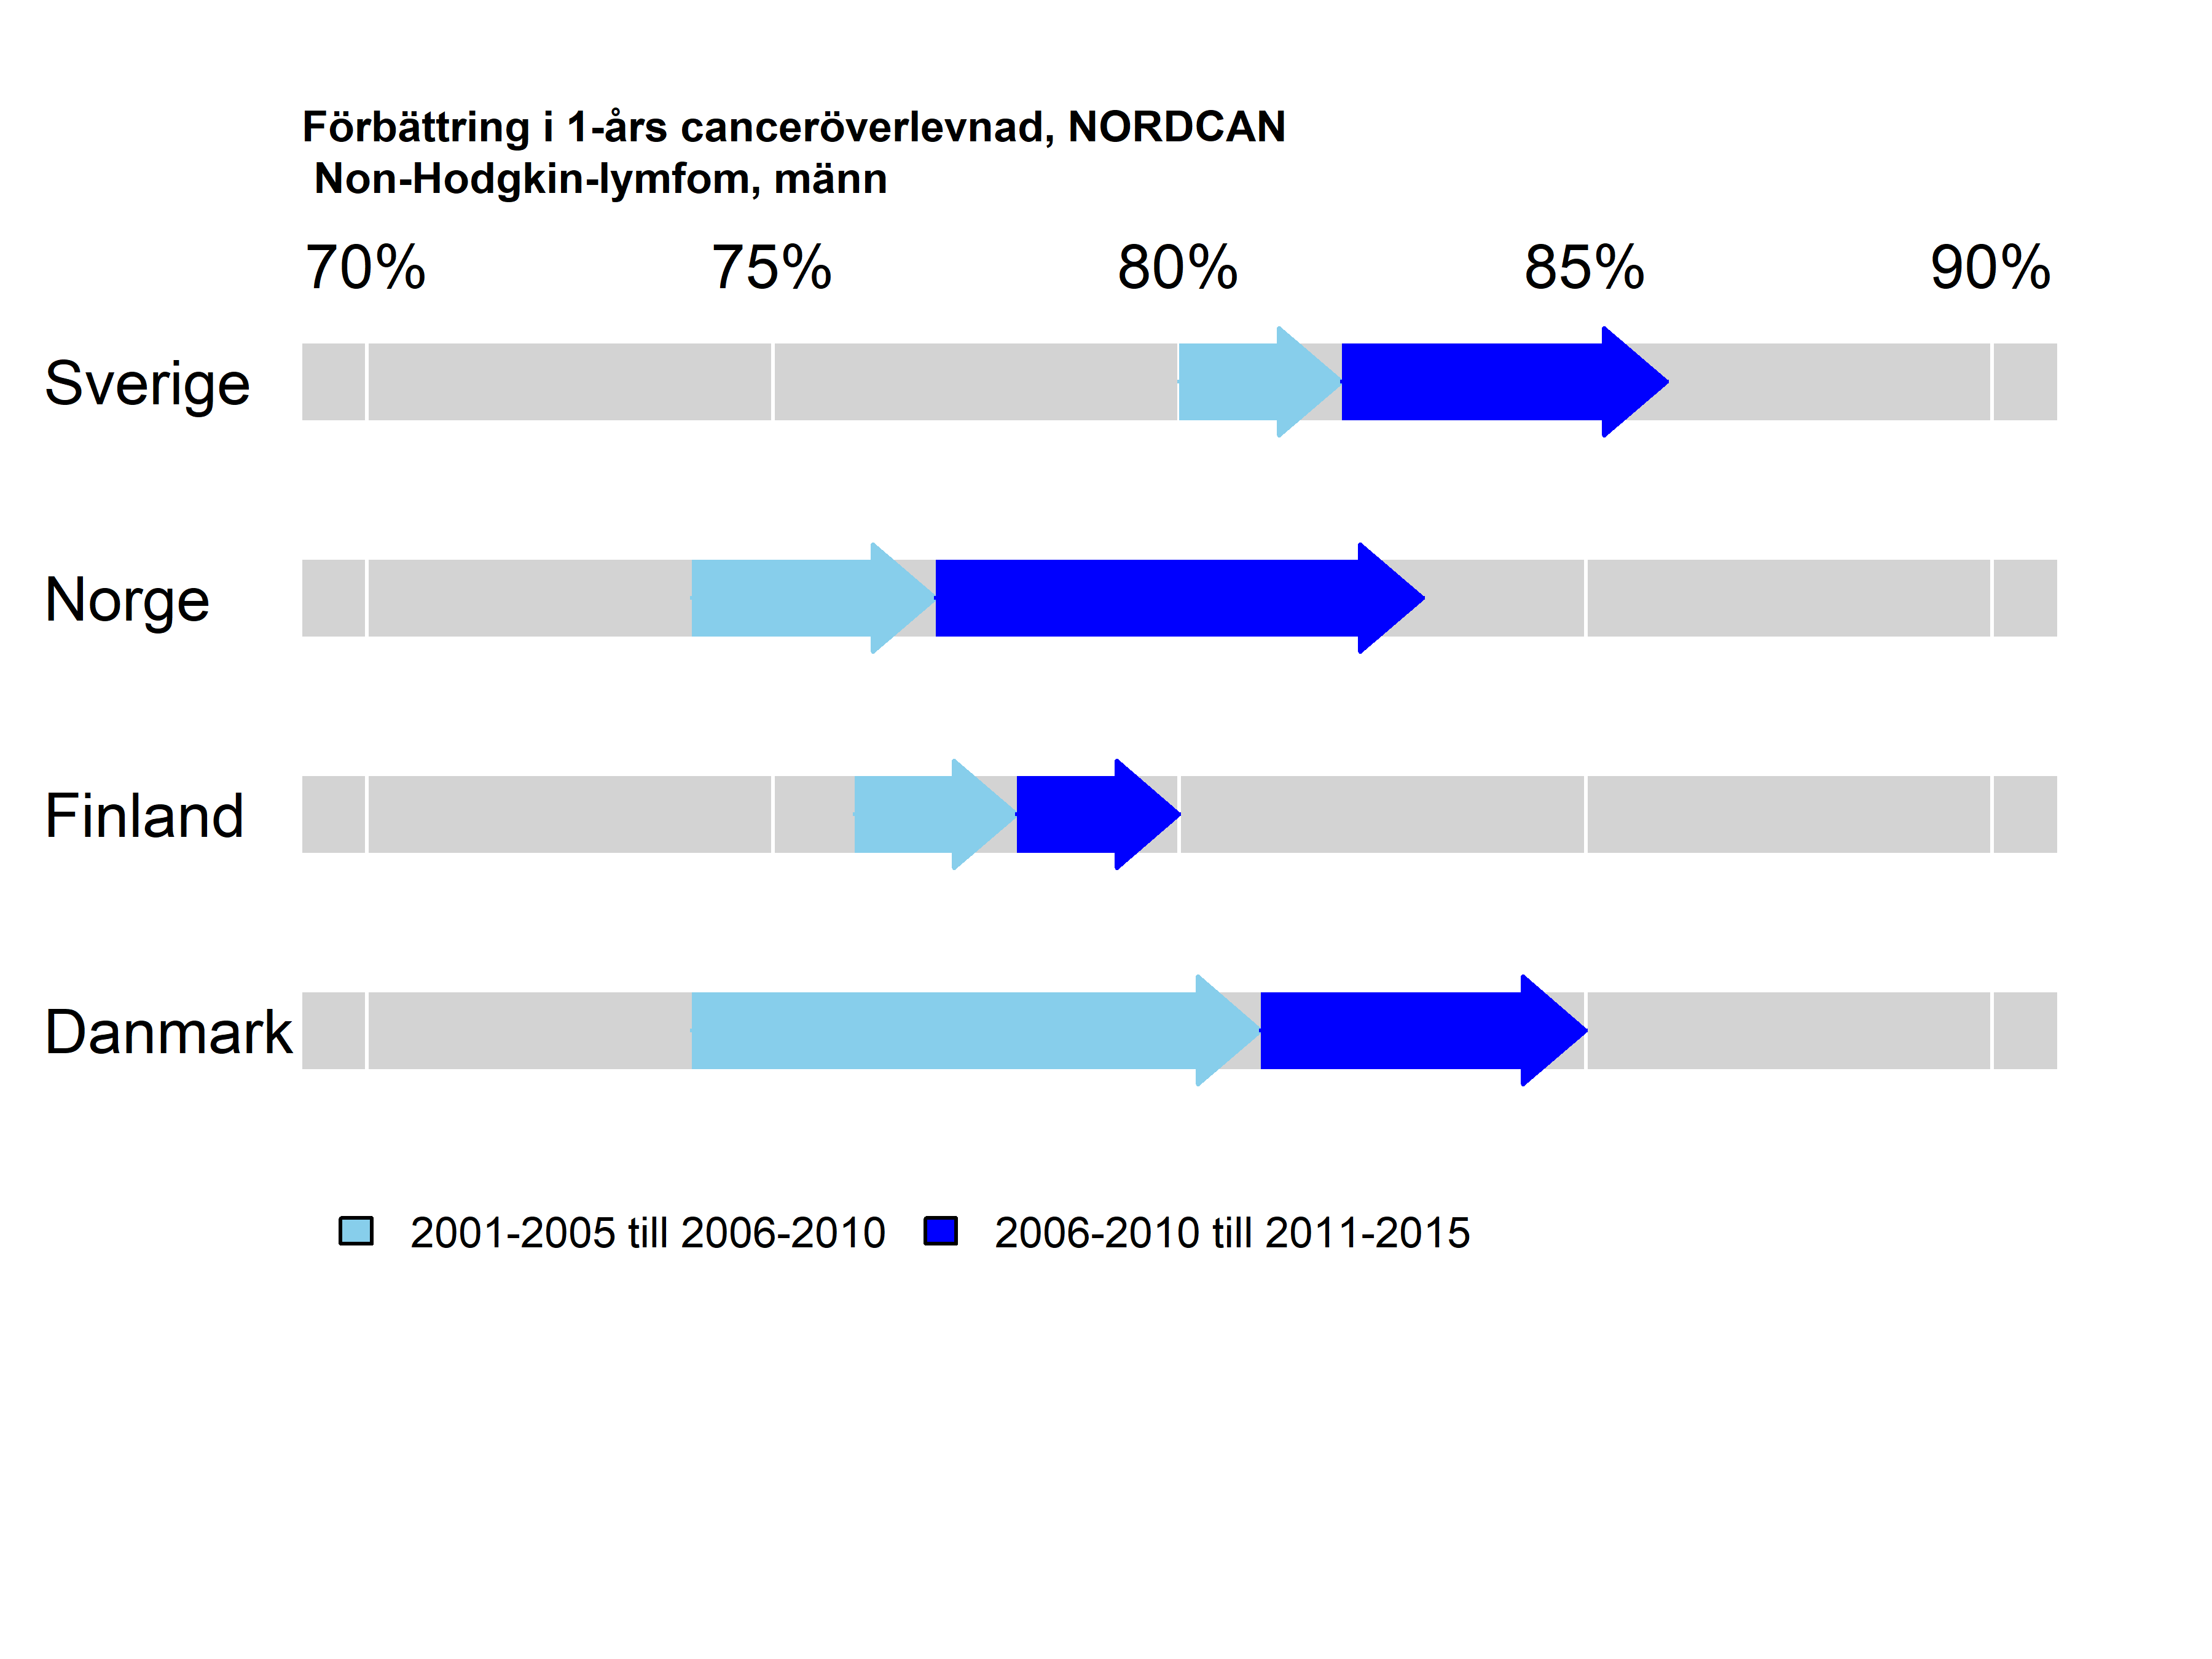 Förbättring i 1-års canceröverlevnad, NORDCAN
Non-Hodgkin-lymfom, männ
70% 75% 80% 85% 90%
Sverige
Norge
Finland
Danmark
2001-2005 till 2006-2010 2006-2010 till 2011-2015